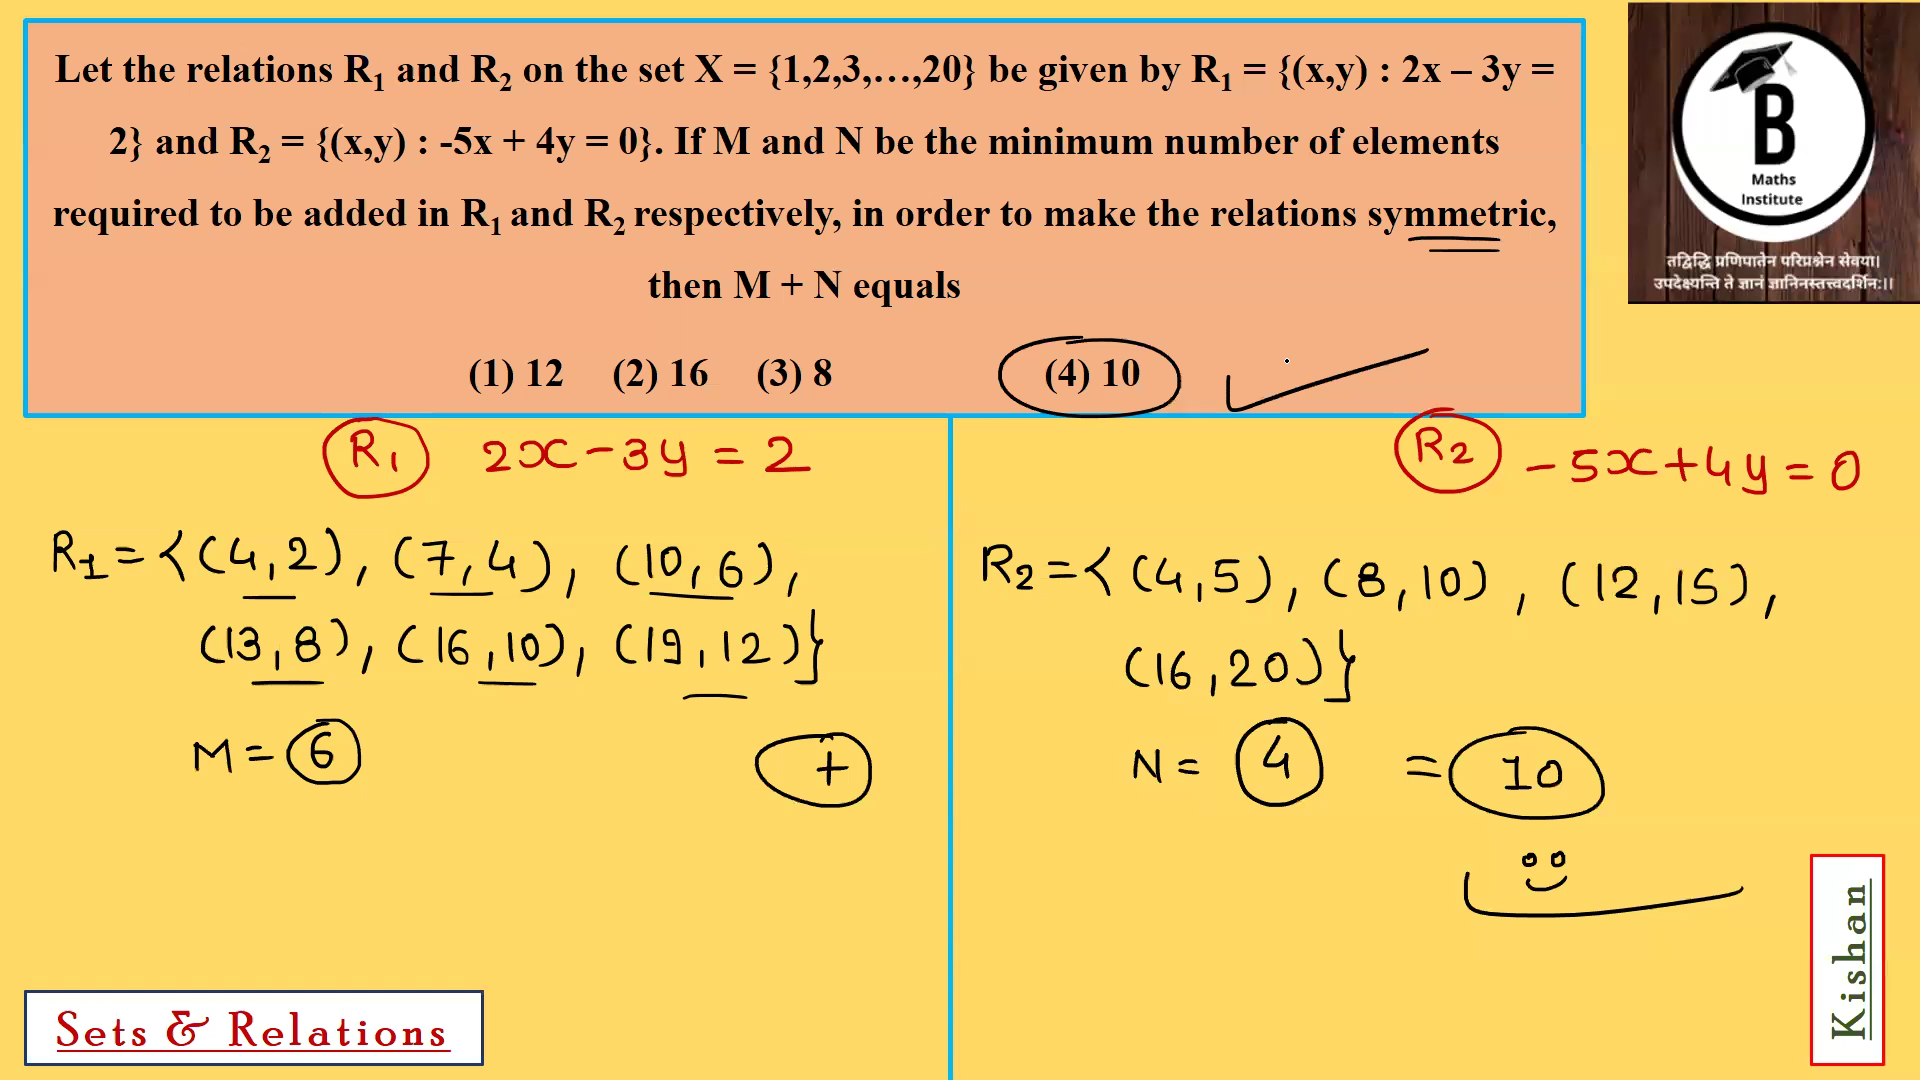 Let the relations R₁ and R₂ on the set X = {1,2,3,…,20} be given by R₁ = {(x,y) : 2x – 3y =
2} and R₂ = {(x,y) : -5x + 4y = 0}. If M and N be the minimum number of elements
required to be added in R₁ and R₂ respectively, in order to make the relations symmetric,
then M + N equals
(1) 12 (2) 16 (3) 8 (4) 10
B
Maths
Institute
तद्विद्धि प्रणिपातेन परिप्रश्नेन सेवया।
उपदेक्ष्यन्ति ते ज्ञानं ज्ञानिनस्तत्त्वदर्शिनः।।
R₁ 2x - 3y = 2
R₁ = {(4,2), (7,4), (10,6),
(13,8), (16,10), (19,12)}
M = 6
+
R₂ -5x + 4y = 0
R₂ = {(4,5), (8,10), (12,15),
(16,20)}
N = 4 = 10
Sets & Relations
Kishan